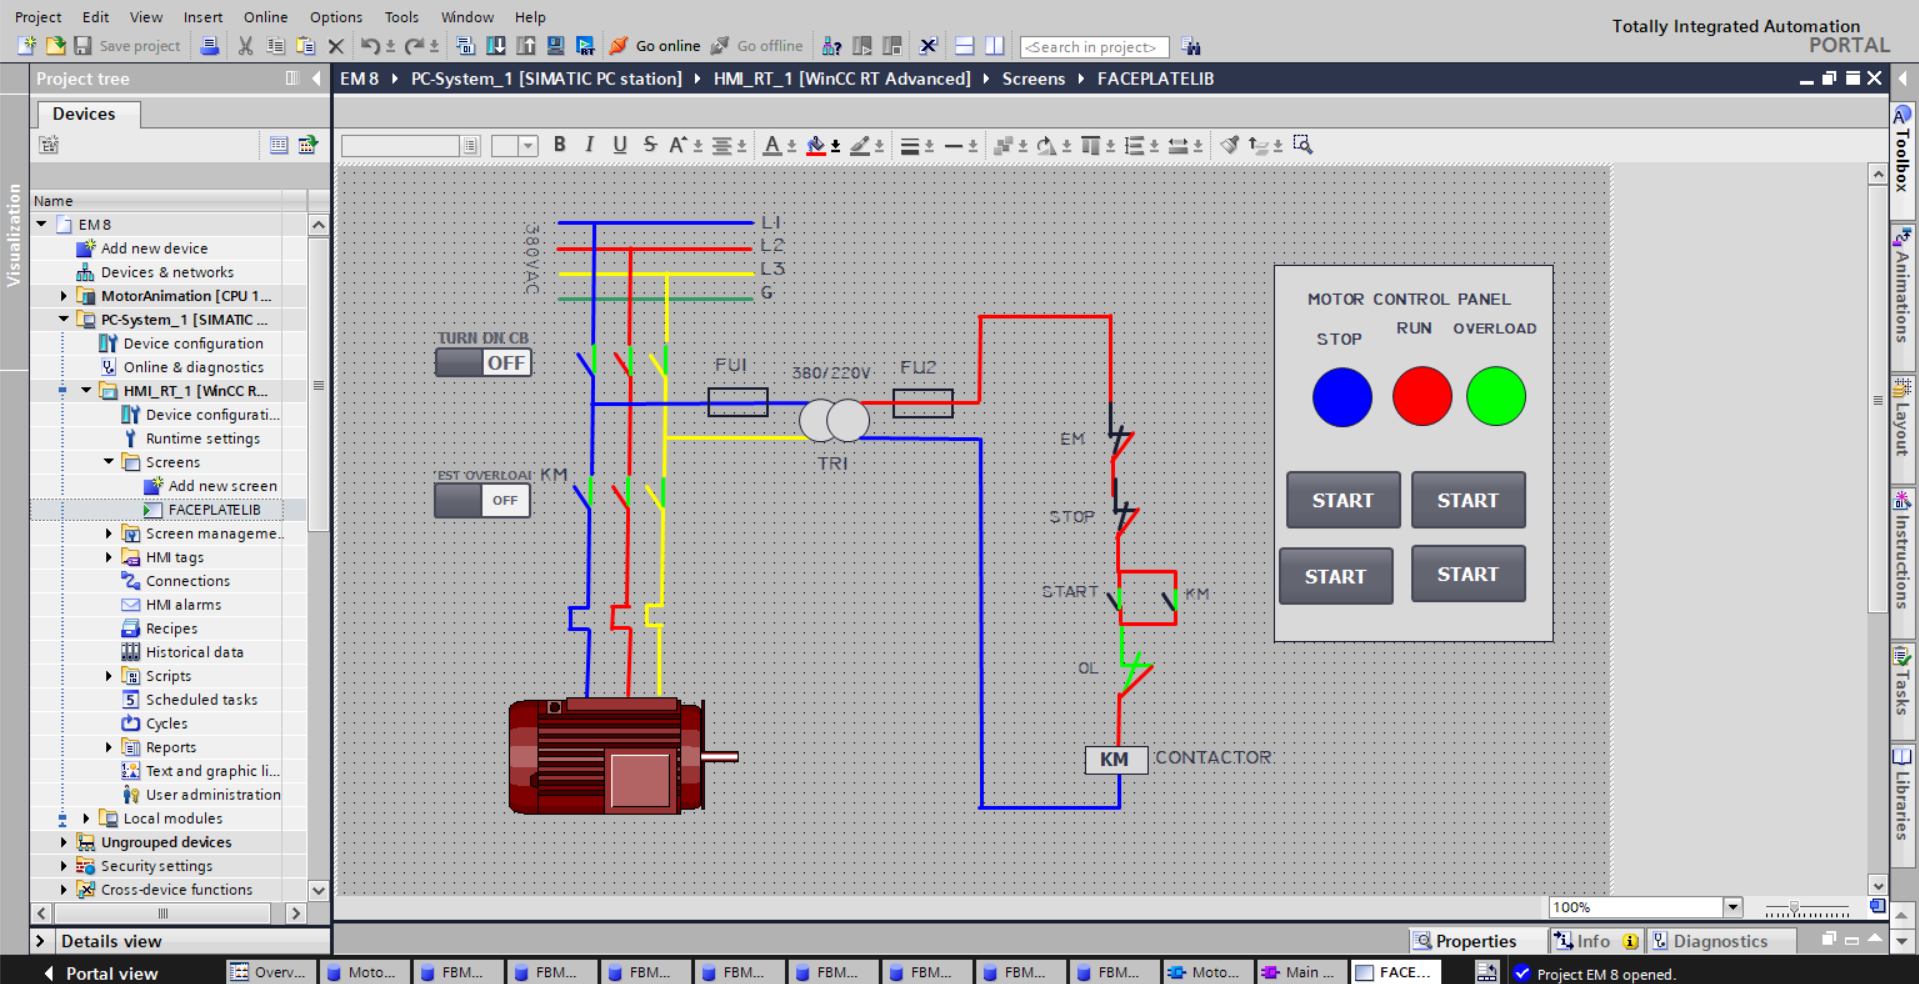 Project Edit View Insert Online Options Tools Window Help
Totally Integrated Automation
PORTAL
Save project
Go online
Go offline
<Search in project>
Project tree
EM 8 PC-System_1 [SIMATIC PC station] HMI_RT_1 [WinCC RT Advanced] Screens FACEPLATELIB
Devices
B I U S A A
Visualization
Name
EM 8
Add new device
Devices & networks
MotorAnimation [CPU 1...
PC-System_1 [SIMATIC ...
Device configuration
Online & diagnostics
HMI_RT_1 [WinCC R...
Device configurati...
Runtime settings
Screens
Add new screen
FACEPLATELIB
Screen manageme..
HMI tags
Connections
HMI alarms
Recipes
Historical data
Scripts
Scheduled tasks
Cycles
Reports
Text and graphic li...
User administration
Local modules
Ungrouped devices
Security settings
Cross-device functions
Details view
380VAC
L1
L2
L3
G
TURN ON CB
OFF
FU1
380/220V
FU2
TR1
EST OVERLOAI
KM
OFF
EM
STOP
START
KM
OL
KM
CONTACTOR
MOTOR CONTROL PANEL
STOP
RUN
OVERLOAD
START
START
START
START
Toolbox
Animations
Layout
Instructions
Tasks
Libraries
100%
Properties
Info
Diagnostics
Portal view
Overv...
Moto...
FBM...
FBM...
FBM...
FBM...
FBM...
FBM...
FBM...
FBM...
Moto...
Main ...
FACE...
Project EM 8 opened.